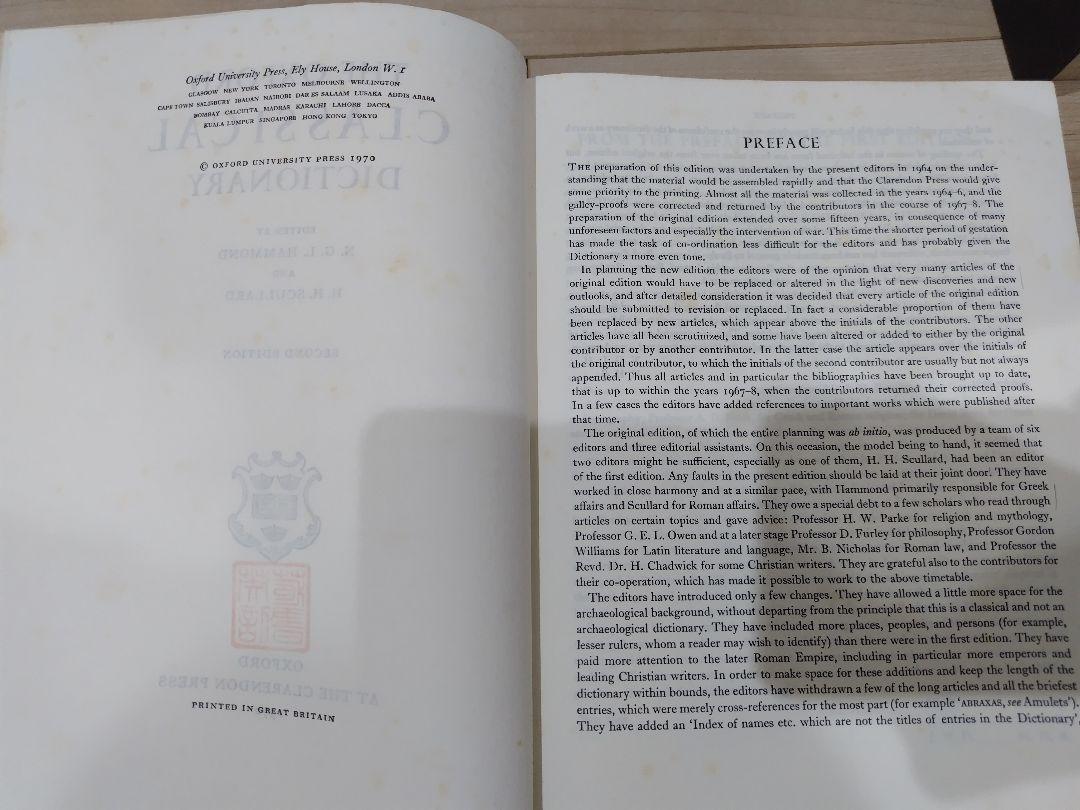 Oxford University Press, Ely House, London W. 1
GLASGOW NEW YORK TORONTO MELBOURNE WELLINGTON
CAPE TOWN SALISBURY IBADAN NAIROBI DAR ES SALAAM LUSAKA ADDIS ABABA
BOMBAY CALCUTTA MADRAS KARACHI LAHORE DACCA
KUALA LUMPUR SINGAPORE HONG KONG TOKYO
© OXFORD UNIVERSITY PRESS 1970
CLASSICAL
DICTIONARY
EDITED BY
N. G. L. HAMMOND
AND
H. H. SCULLARD
SECOND EDITION
OXFORD
AT THE CLARENDON PRESS
PRINTED IN GREAT BRITAIN
PREFACE
THE preparation of this edition was undertaken by the present editors in 1964 on the under-
standing that the material would be assembled rapidly and that the Clarendon Press would give
some priority to the printing. Almost all the material was collected in the years 1964–6, and the
galley-proofs were corrected and returned by the contributors in the course of 1967–8. The
preparation of the original edition extended over some fifteen years, in consequence of many
unforeseen factors and especially the intervention of war. This time the shorter period of gestation
has made the task of co-ordination less difficult for the editors and has probably given the
Dictionary a more even tone.
In planning the new edition the editors were of the opinion that very many articles of the
original edition would have to be replaced or altered in the light of new discoveries and new
outlooks, and after detailed consideration it was decided that every article of the original edition
should be submitted to revision or replaced. In fact a considerable proportion of them have
been replaced by new articles, which appear above the initials of the contributors. The other
articles have all been scrutinized, and some have been altered or added to either by the original
contributor or by another contributor. In the latter case the article appears over the initials of
the original contributor, to which the initials of the second contributor are usually but not always
appended. Thus all articles and in particular the bibliographies have been brought up to date,
that is up to within the years 1967–8, when the contributors returned their corrected proofs.
In a few cases the editors have added references to important works which were published after
that time.
The original edition, of which the entire planning was ab initio, was produced by a team of six
editors and three editorial assistants. On this occasion, the model being to hand, it seemed that
two editors might be sufficient, especially as one of them, H. H. Scullard, had been an editor
of the first edition. Any faults in the present edition should be laid at their joint door. They have
worked in close harmony and at a similar pace, with Hammond primarily responsible for Greek
affairs and Scullard for Roman affairs. They owe a special debt to a few scholars who read through
articles on certain topics and gave advice: Professor H. W. Parke for religion and mythology,
Professor G. E. L. Owen and at a later stage Professor D. Furley for philosophy, Professor Gordon
Williams for Latin literature and language, Mr. B. Nicholas for Roman law, and Professor the
Revd. Dr. H. Chadwick for some Christian writers. They are grateful also to the contributors for
their co-operation, which has made it possible to work to the above timetable.
The editors have introduced only a few changes. They have allowed a little more space for the
archaeological background, without departing from the principle that this is a classical and not an
archaeological dictionary. They have included more places, peoples, and persons (for example,
lesser rulers, whom a reader may wish to identify) than there were in the first edition. They have
paid more attention to the later Roman Empire, including in particular more emperors and
leading Christian writers. In order to make space for these additions and keep the length of the
dictionary within bounds, the editors have withdrawn a few of the long articles and all the briefest
entries, which were merely cross-references for the most part (for example ‘ABRAXAS, see Amulets’).
They have added an ‘Index of names etc. which are not the titles of entries in the Dictionary’,